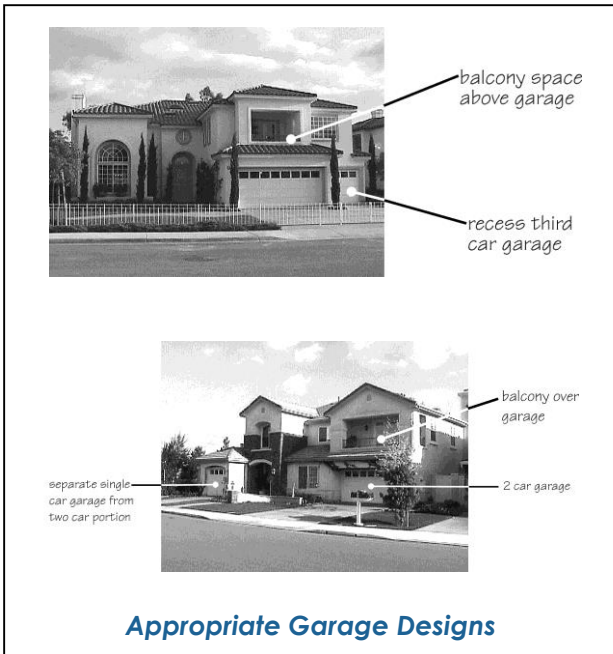 balcony space
above garage
recess third
car garage
balcony over
garage
separate single
car garage from
two car portion
2 car garage
Appropriate Garage Designs